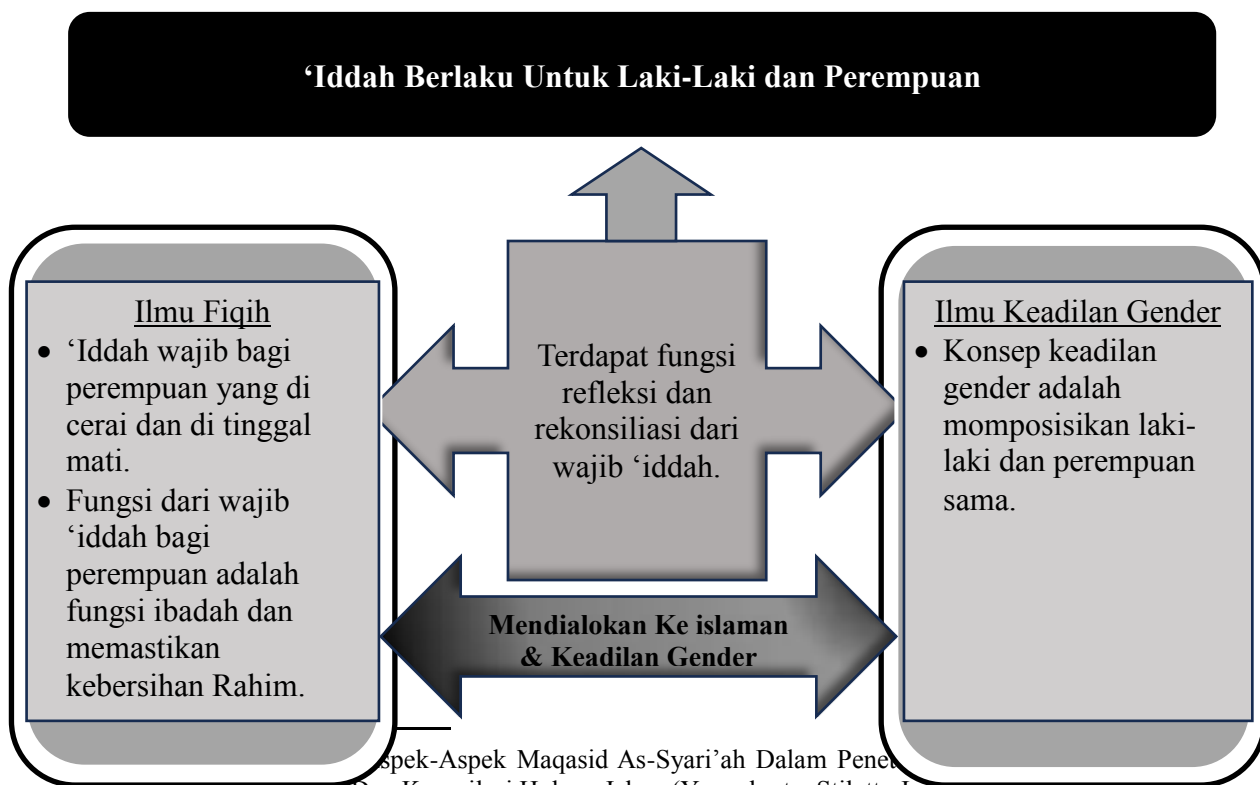 ‘Iddah Berlaku Untuk Laki-Laki dan Perempuan
Ilmu Fiqih
• ‘Iddah wajib bagi
perempuan yang di
cerai dan di tinggal
mati.
• Fungsi dari wajib
‘iddah bagi
perempuan adalah
fungsi ibadah dan
memastikan
kebersihan Rahim.
Terdapat fungsi
refleksi dan
rekonsiliasi dari
wajib ‘iddah.
Mendialokan Ke islaman
& Keadilan Gender
Ilmu Keadilan Gender
• Konsep keadilan
gender adalah
momposisikan laki-
laki dan perempuan
sama.
Maqasid As-Syari’ah Dalam